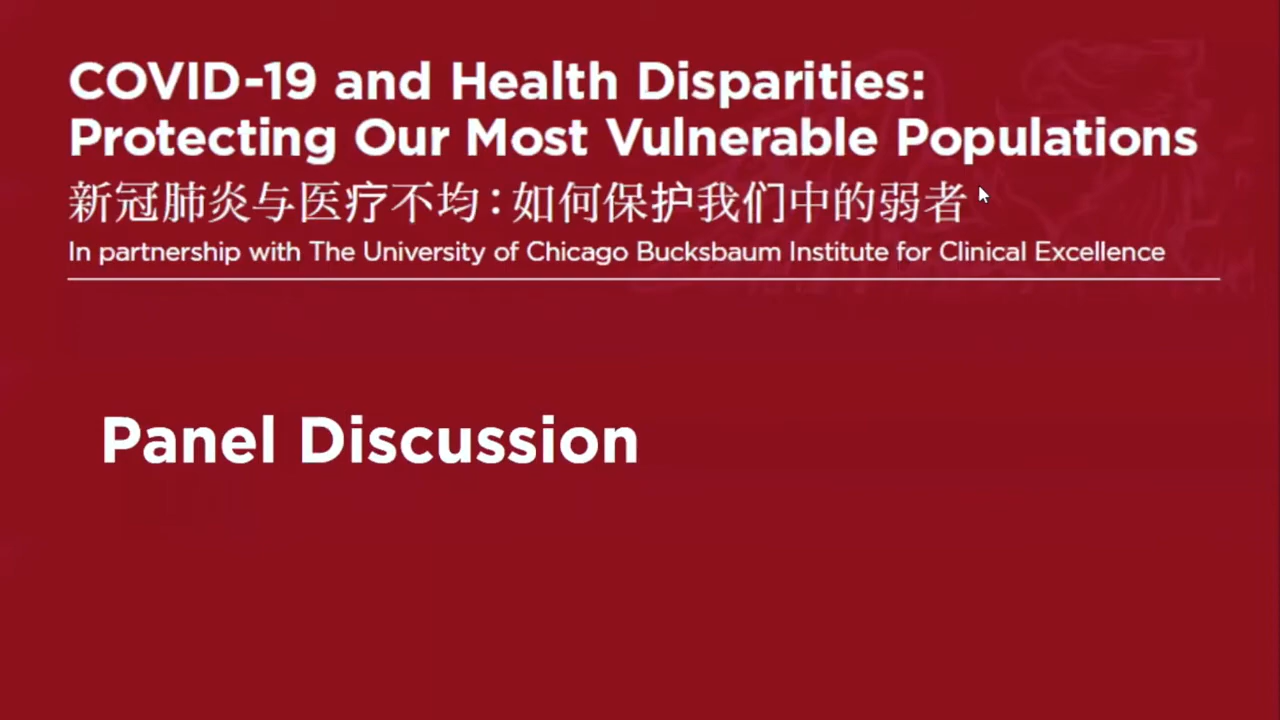 COVID-19 and Health Disparities:
Protecting Our Most Vulnerable Populations
新冠肺炎与医疗不均：如何保护我们中的弱者
In partnership with The University of Chicago Bucksbaum Institute for Clinical Excellence
Panel Discussion